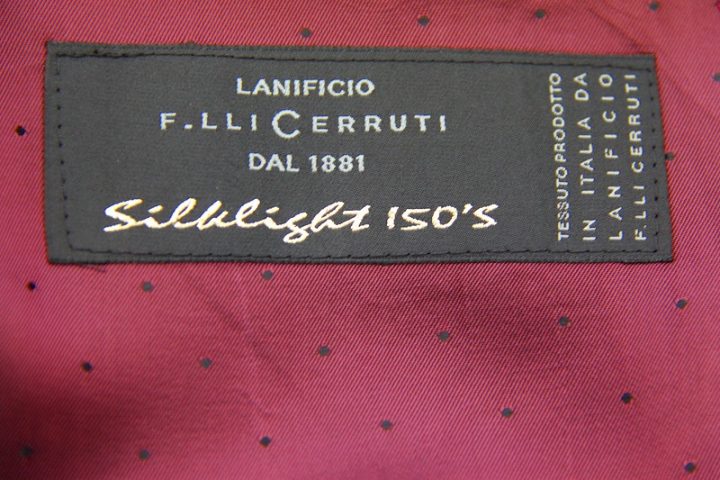 LANIFICIO
F.LLI CERRUTI
DAL 1881
Silklight 150'S
TESSUTO PRODOTTO
IN ITALIA DA
LANIFICIO
F.LLI CERRUTI